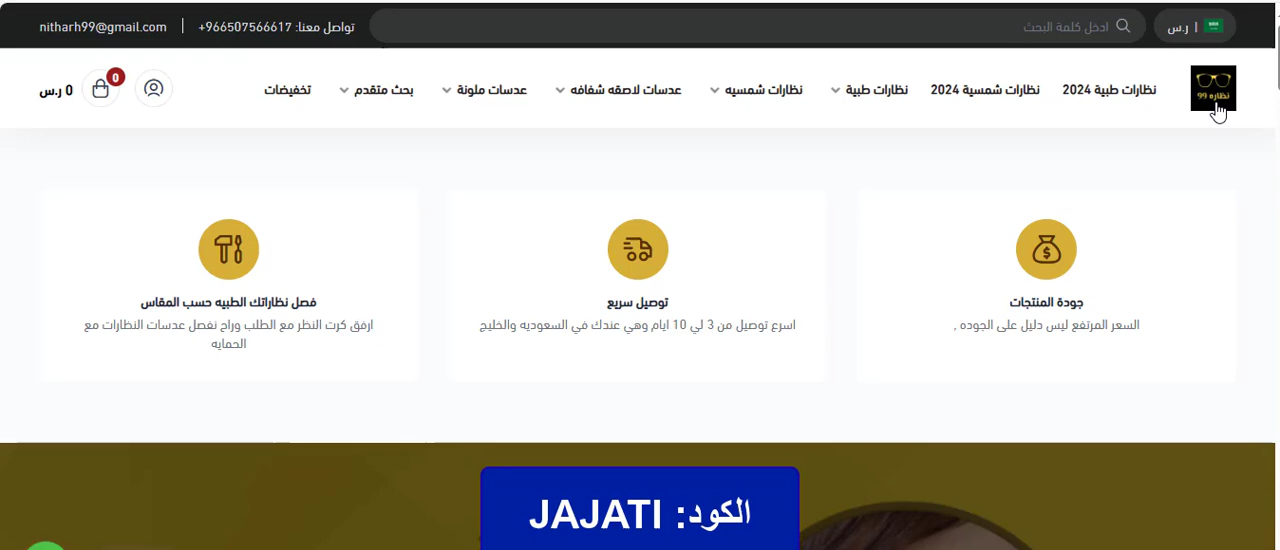 ر.س |
ادخل كلمة البحث
تواصل معنا: 966507566617+
nitharh99@gmail.com
نظاره 99
نظارات طبية 2024
نظارات شمسية 2024
نظارات طبية
نظارات شمسيه
عدسات لاصقه شفافه
عدسات ملونة
بحث متقدم
تخفيضات
0
0 ر.س
جودة المنتجات
السعر المرتفع ليس دليل على الجوده ,
توصيل سريع
اسرع توصيل من 3 لي 10 ايام وهي عندك في السعوديه والخليج
فصل نظاراتك الطبيه حسب المقاس
ارفق كرت النظر مع الطلب وراح نفصل عدسات النظارات مع
الحمايه
الكود: JAJATI